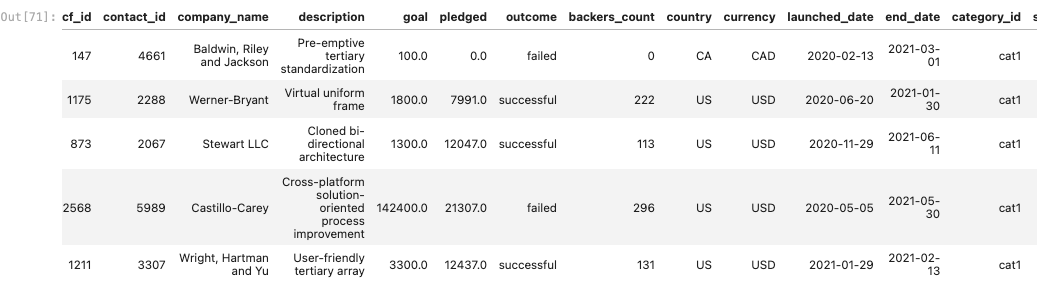 Out[71]: cf_id contact_id company_name description goal pledged outcome backers_count country currency launched_date end_date category_id s
147 4661 Baldwin, Riley and Jackson Pre-emptive tertiary standardization 100.0 0.0 failed 0 CA CAD 2020-02-13 2021-03-01 cat1
1175 2288 Werner-Bryant Virtual uniform frame 1800.0 7991.0 successful 222 US USD 2020-06-20 2021-01-30 cat1
873 2067 Stewart LLC Cloned bi-directional architecture 1300.0 12047.0 successful 113 US USD 2020-11-29 2021-06-11 cat1
2568 5989 Castillo-Carey Cross-platform solution-oriented process improvement 142400.0 21307.0 failed 296 US USD 2020-05-05 2021-05-30 cat1
1211 3307 Wright, Hartman and Yu User-friendly tertiary array 3300.0 12437.0 successful 131 US USD 2021-01-29 2021-02-13 cat1